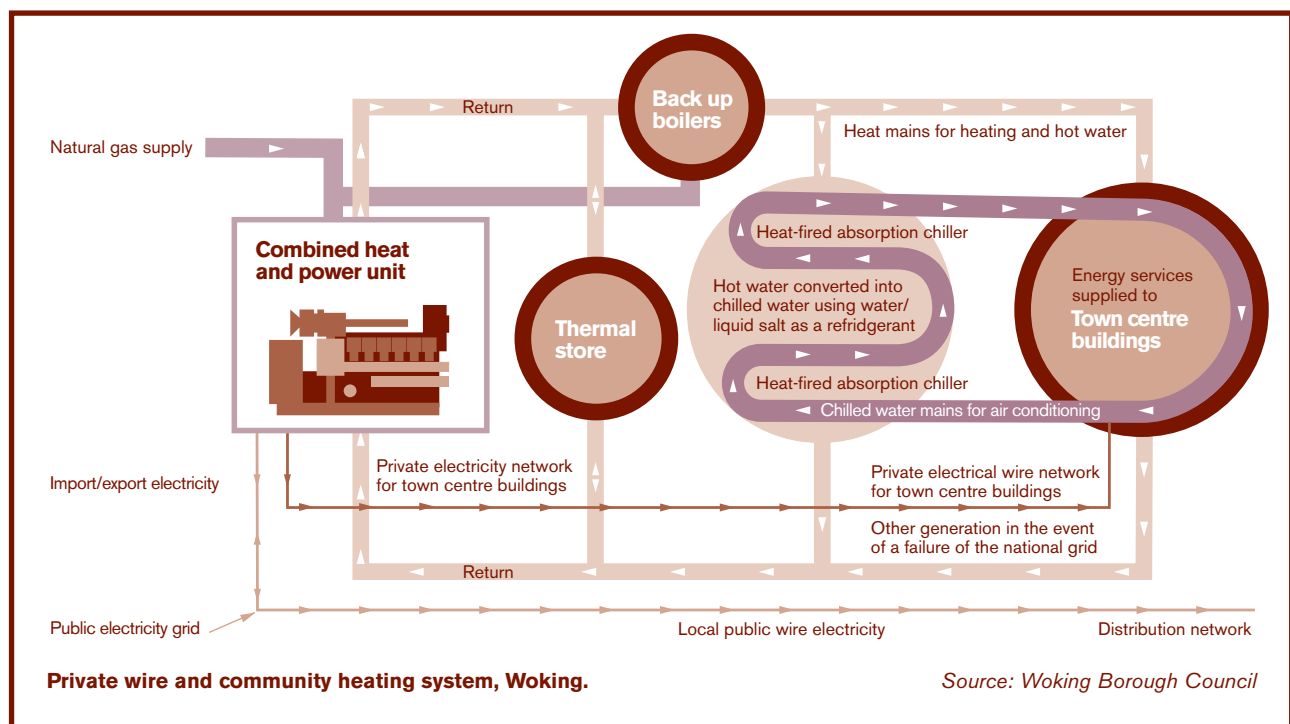 Return
Back up
boilers
Heat mains for heating and hot water
Natural gas supply
Combined heat
and power unit
Thermal
store
Heat-fired absorption chiller
Hot water converted into
chilled water using water/
liquid salt as a refridgerant
Heat-fired absorption chiller
Chilled water mains for air conditioning
Energy services
supplied to
Town centre
buildings
Import/export electricity
Private electricity network
for town centre buildings
Private electrical wire network
for town centre buildings
Other generation in the event
of a failure of the national grid
Return
Public electricity grid
Local public wire electricity
Distribution network
Private wire and community heating system, Woking.
Source: Woking Borough Council